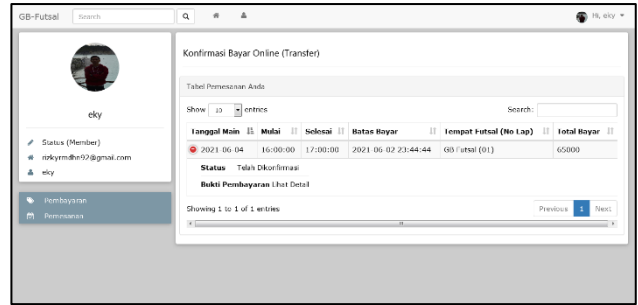 GB-Futsal Search Hi, eky
eky
Status (Member)
rizkyrmdhn92@gmail.com
eky
Pembayaran
Pemesanan
Konfirmasi Bayar Online (Transfer)
Tabel Pemesanan Anda
Show 10 entries Search:
Tanggal Main Mulai Selesai Batas Bayar Tempat Futsal (No Lap) Total Bayar
2021-06-04 16:00:00 17:00:00 2021-06-02 23:44:44 GB Futsal (01) 65000
Status Telah Dikonfirmasi
Bukti Pembayaran Lihat Detail
Showing 1 to 1 of 1 entries Previous 1 Next